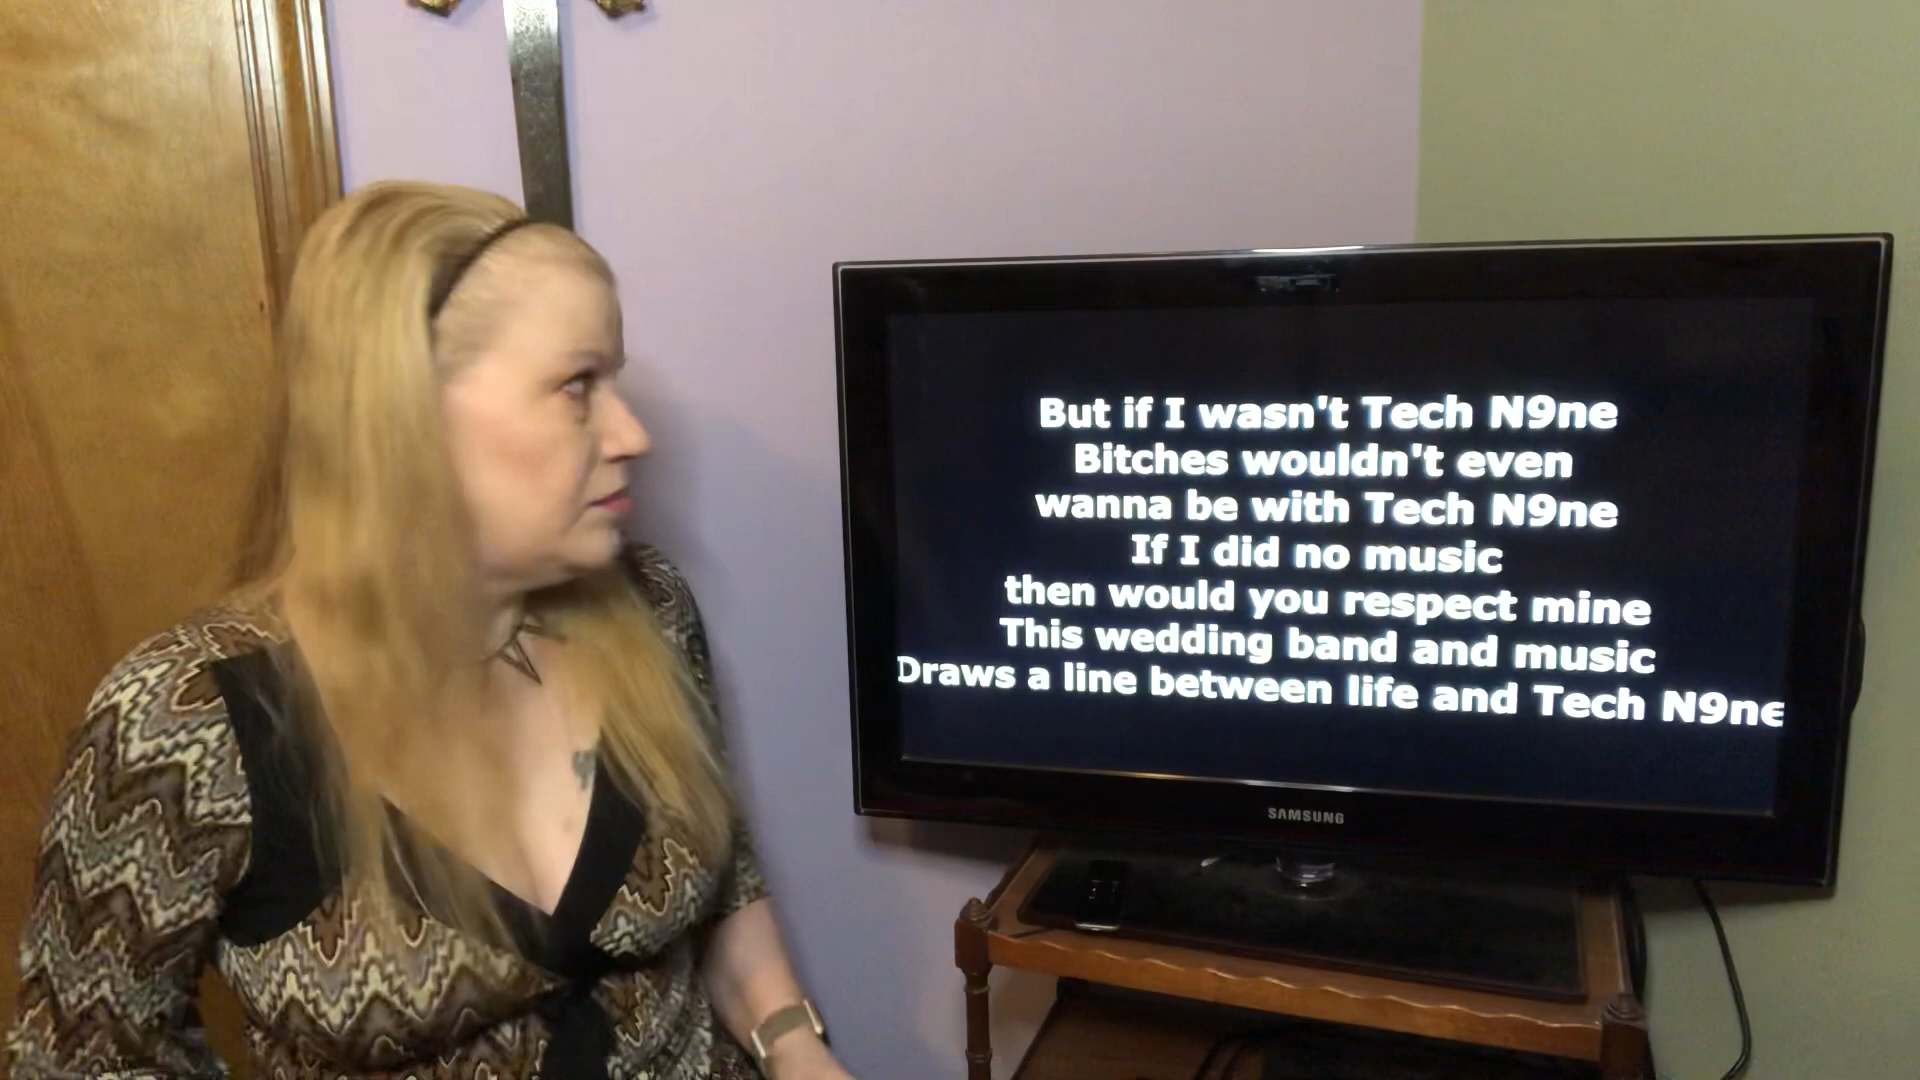 But if I wasn't Tech N9ne
Bitches wouldn't even
wanna be with Tech N9ne
If I did no music
then would you respect mine
This wedding band and music
Draws a line between life and Tech N9ne
SAMSUNG